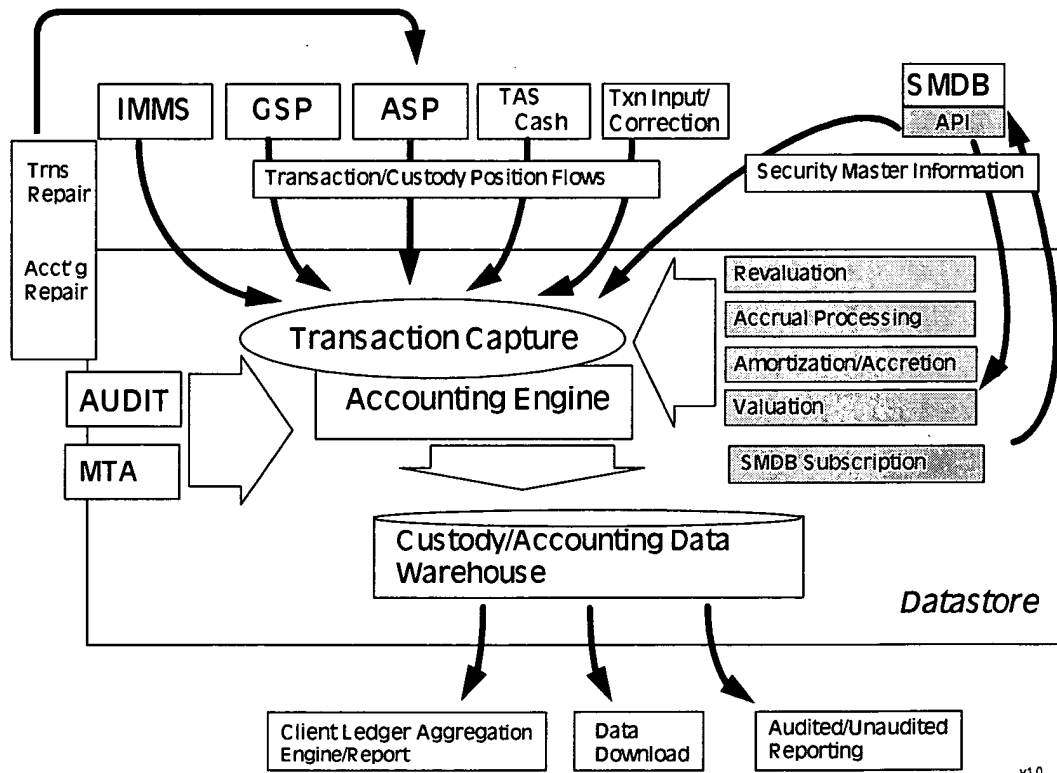 IMMS
GSP
ASP
TAS
Cash
Txn Input/
Correction
SMDB
API
Trns
Repair
Transaction/Custody Position Flows
Security Master Information
Acct'g
Repair
Revaluation
Accrual Processing
Amortization/Accretion
Valuation
SMDB Subscription
Transaction Capture
Accounting Engine
AUDIT
MTA
Custody/Accounting Data
Warehouse
Datastore
Client Ledger Aggregation
Engine/Report
Data
Download
Audited/Unaudited
Reporting